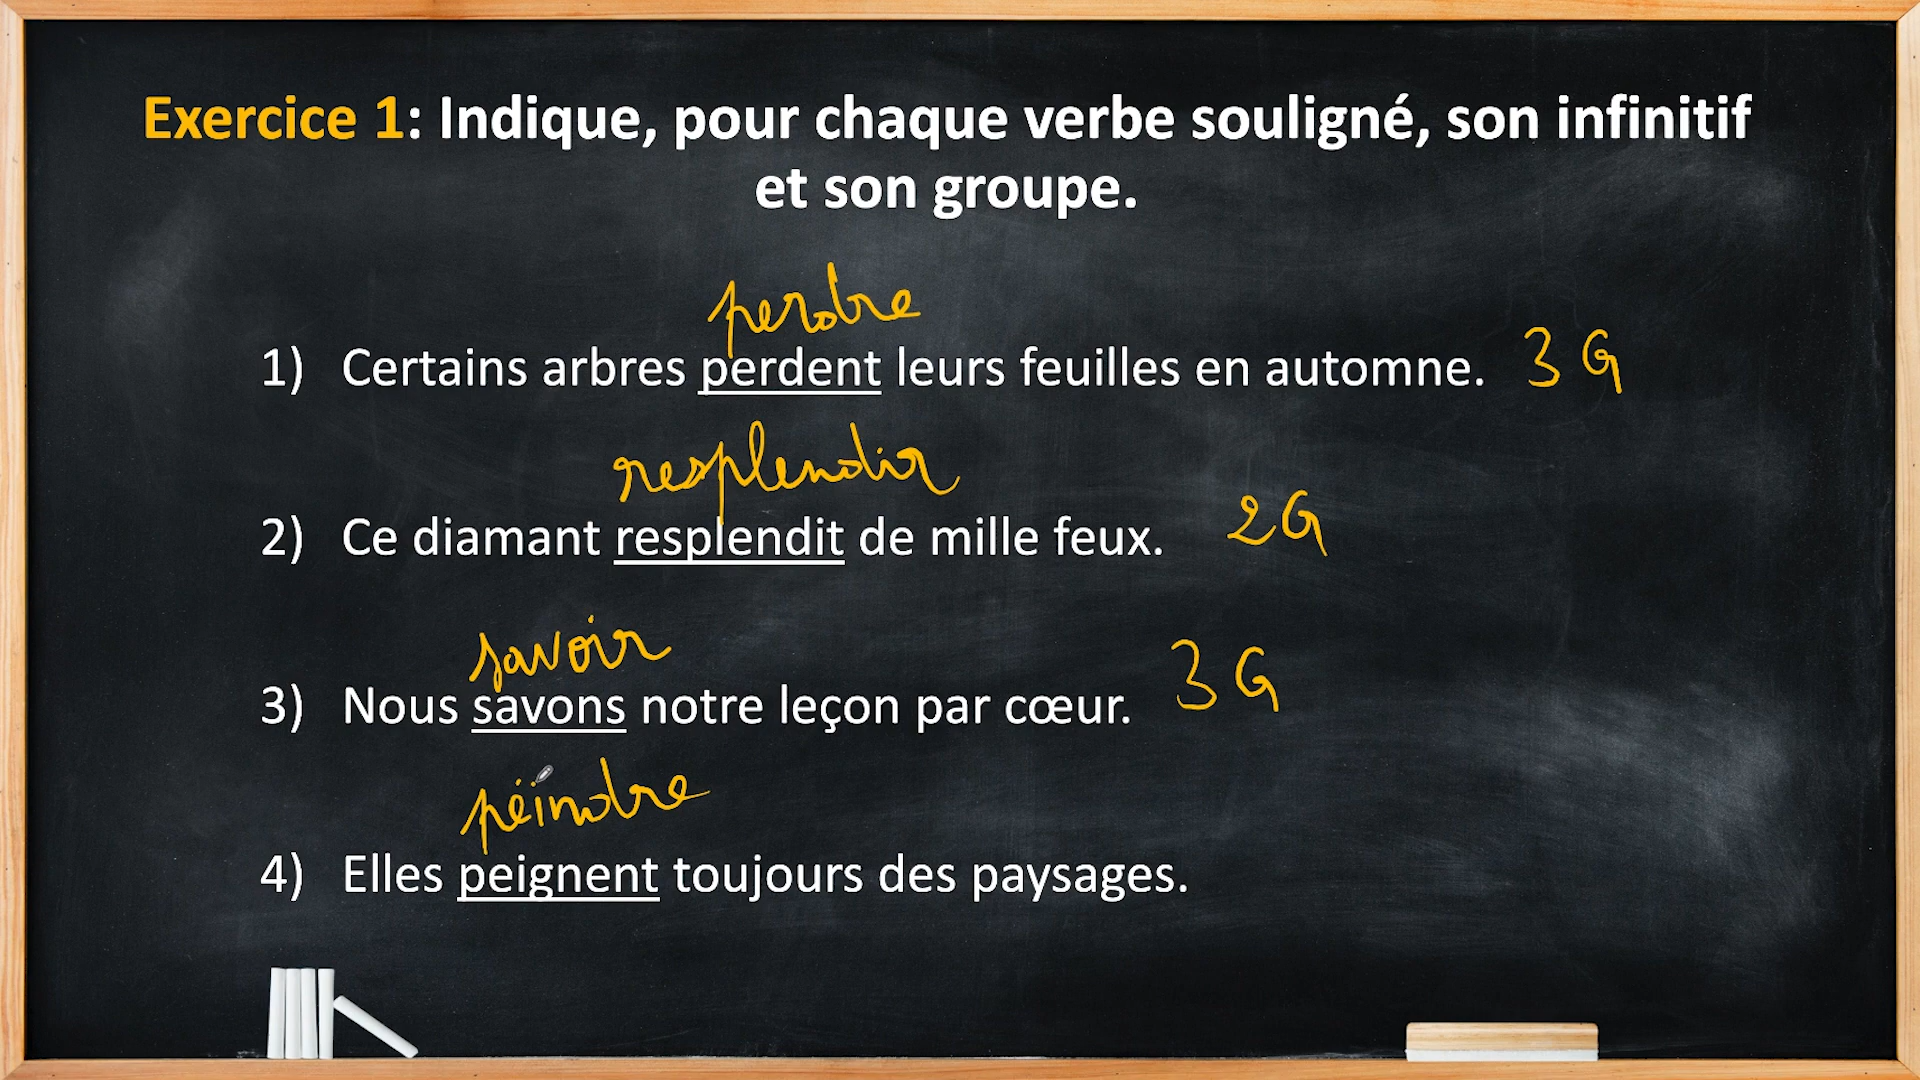 Exercice 1: Indique, pour chaque verbe souligné, son infinitif
et son groupe.
perdre
1) Certains arbres perdent leurs feuilles en automne. 3 G
resplendir
2) Ce diamant resplendit de mille feux. 2G
savoir
3) Nous savons notre leçon par cœur. 3 G
peindre
4) Elles peignent toujours des paysages.